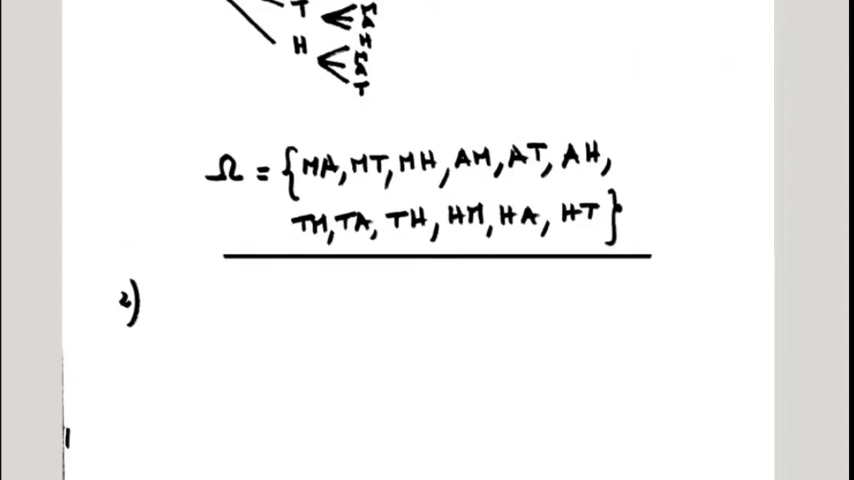 T M
A
H H
M
A
T
Ω = {MA, MT, MH, AM, AT, AH,
TM, TA, TH, HM, HA, HT}
2)